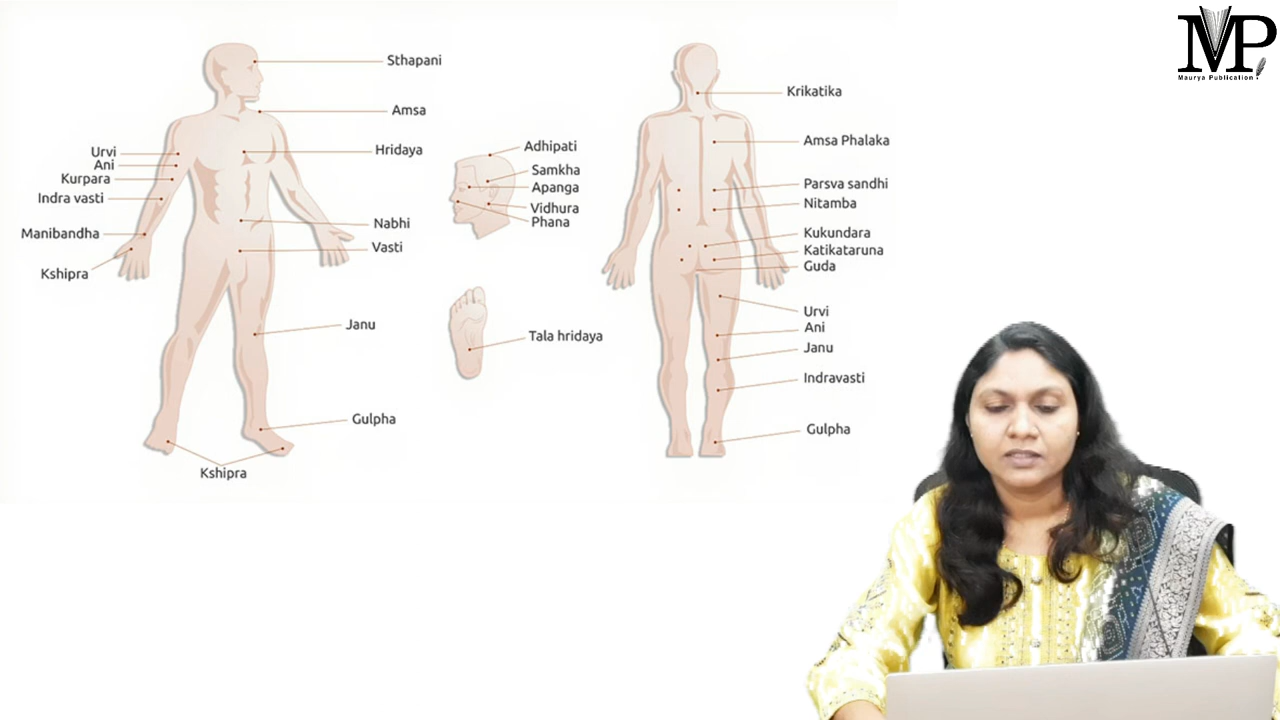 Sthapani
Amsa
Urvi
Ani
Kurpara
Indra vasti
Manibandha
Kshipra
Hridaya
Nabhi
Vasti
Janu
Gulpha
Kshipra
Adhipati
Samkha
Apanga
Vidhura
Phana
Tala hridaya
Krikatika
Amsa Phalaka
Parsva sandhi
Nitamba
Kukundara
Katikataruna
Guda
Urvi
Ani
Janu
Indravasti
Gulpha
MP
Maurya Publication